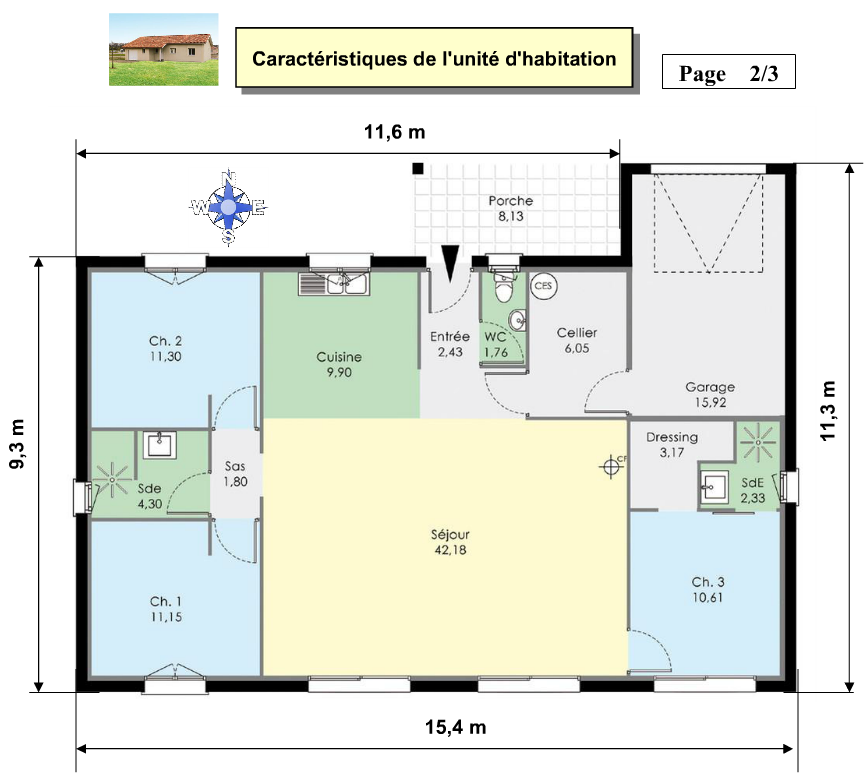 Caractéristiques de l'unité d'habitation
Page 2/3
11,6 m
N
W E
S
Porche
8,13
CES
Ch. 2
11,30
Cuisine
9,90
Entrée
2,43
WC
1,76
Cellier
6,05
Garage
15,92
9,3 m
11,3 m
Sas
1,80
Sde
4,30
CF
Dressing
3,17
SdE
2,33
Séjour
42,18
Ch. 1
11,15
Ch. 3
10,61
15,4 m